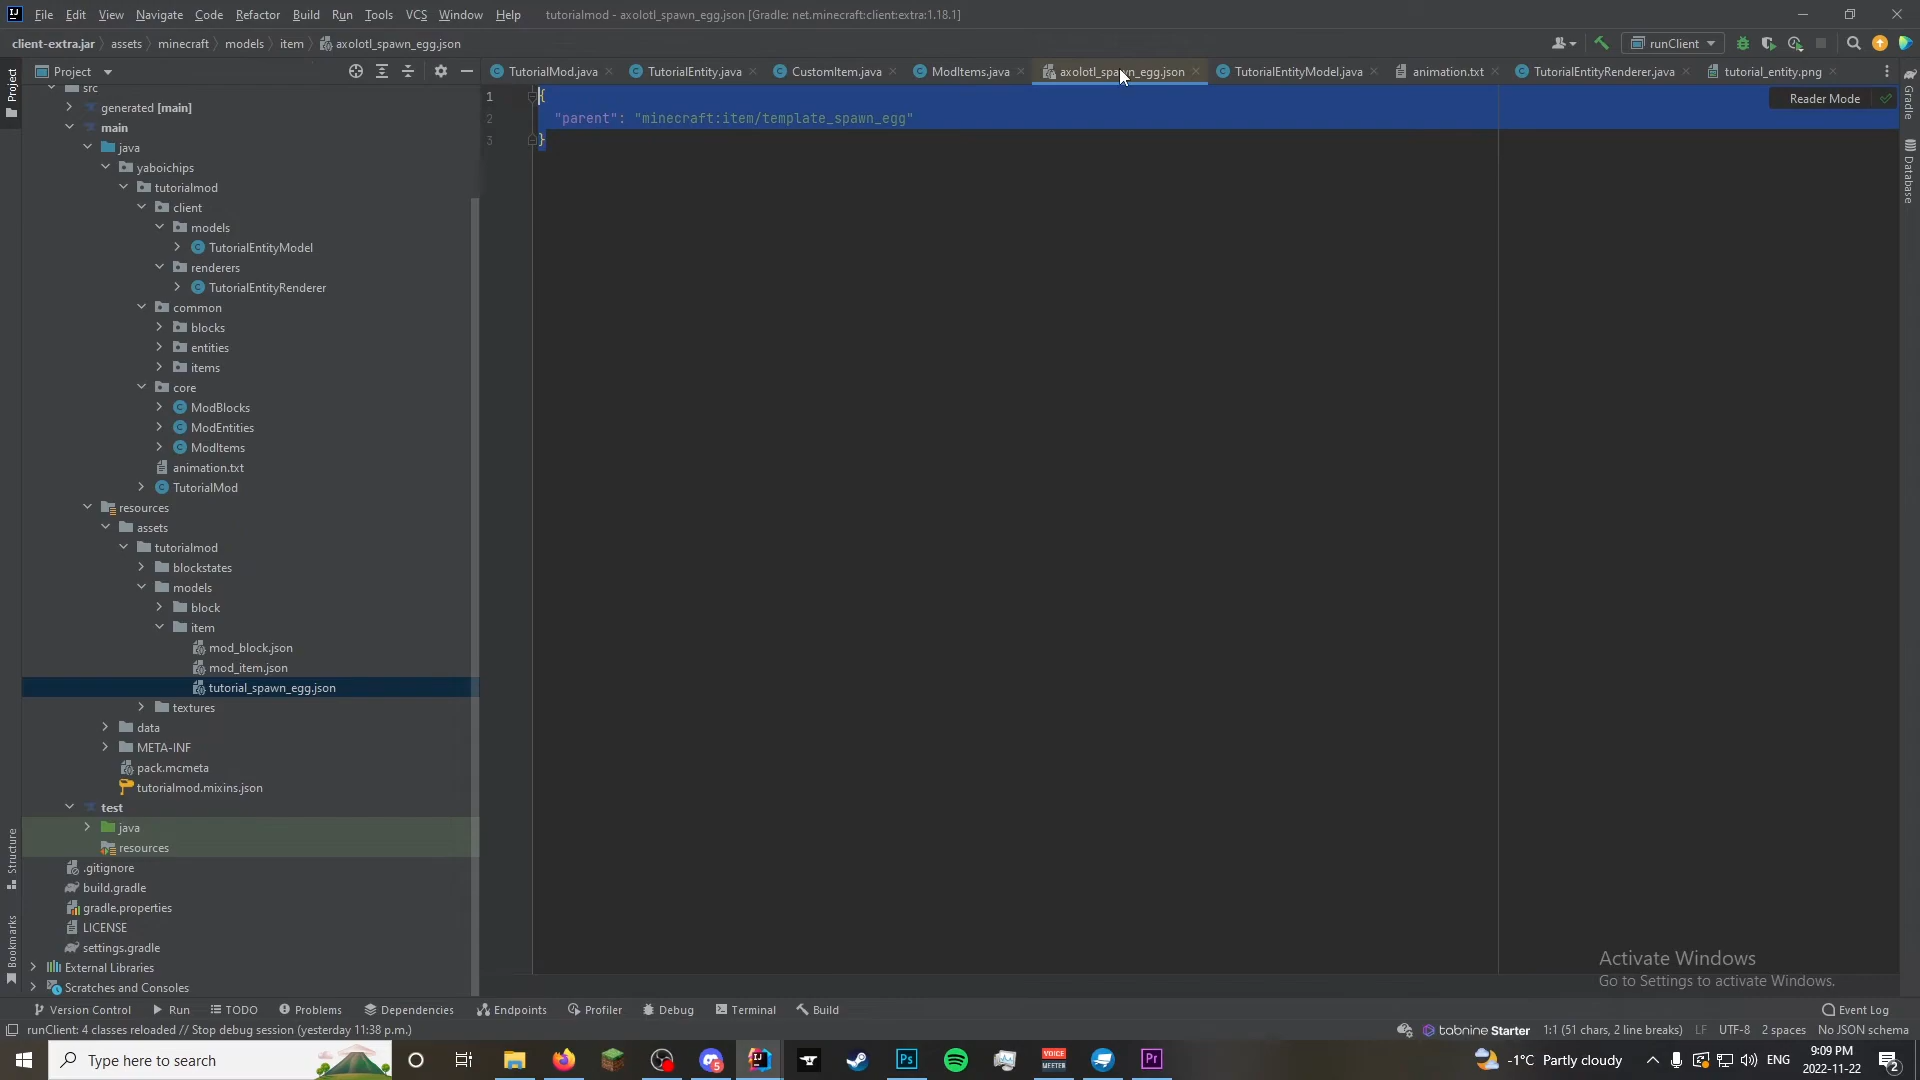 File Edit View Navigate Code Refactor Build Run Tools VCS Window Help tutorialmod - axolotl_spawn_egg.json [Gradle: net.minecraft:client:extra:1.18.1]
client-extra.jar assets minecraft models item axolotl_spawn_egg.json runClient
Project TutorialMod.java TutorialEntity.java CustomItem.java ModItems.java axolotl_spawn_egg.json TutorialEntityModel.java animation.txt TutorialEntityRenderer.java tutorial_entity.png
Project
Gradle
Database
Structure
Bookmarks
src
generated [main]
main
java
yaboichips
tutorialmod
client
models
TutorialEntityModel
renderers
TutorialEntityRenderer
common
blocks
entities
items
core
ModBlocks
ModEntities
ModItems
animation.txt
TutorialMod
resources
assets
tutorialmod
blockstates
models
block
item
mod_block.json
mod_item.json
tutorial_spawn_egg.json
textures
data
META-INF
pack.mcmeta
tutorialmod.mixins.json
test
java
resources
.gitignore
build.gradle
gradle.properties
LICENSE
settings.gradle
External Libraries
Scratches and Consoles
1 {
2 "parent": "minecraft:item/template_spawn_egg"
3 }
Reader Mode
Activate Windows
Go to Settings to activate Windows.
Version Control Run TODO Problems Dependencies Endpoints Profiler Debug Terminal Build Event Log
runClient: 4 classes reloaded // Stop debug session (yesterday 11:38 p.m.) tabnine Starter 1:1 (51 chars, 2 line breaks) LF UTF-8 2 spaces No JSON schema
Type here to search -1°C Partly cloudy ENG 9:09 PM
2022-11-22